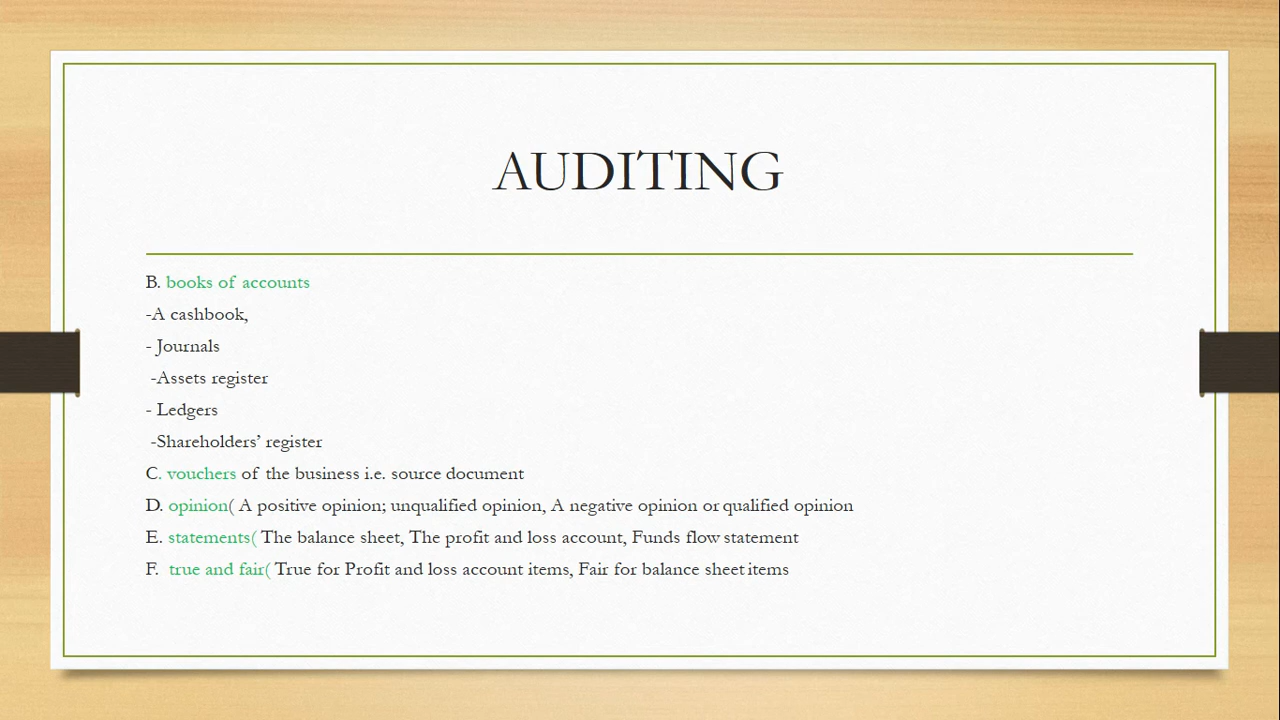 AUDITING
B. books of accounts
-A cashbook,
- Journals
-Assets register
- Ledgers
-Shareholders’ register
C. vouchers of the business i.e. source document
D. opinion( A positive opinion; unqualified opinion, A negative opinion or qualified opinion
E. statements( The balance sheet, The profit and loss account, Funds flow statement
F. true and fair( True for Profit and loss account items, Fair for balance sheet items